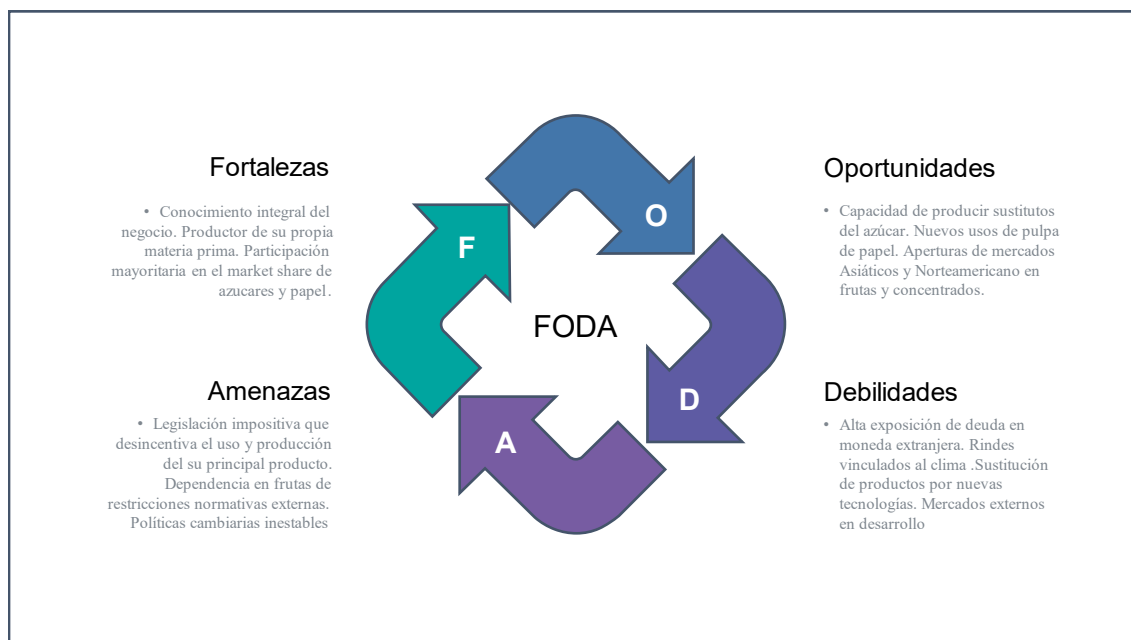 Fortalezas
• Conocimiento integral del
negocio. Productor de su propia
materia prima. Participación
mayoritaria en el market share de
azucares y papel.
Oportunidades
• Capacidad de producir sustitutos
del azúcar. Nuevos usos de pulpa
de papel. Aperturas de mercados
Asiáticos y Norteamericano en
frutas y concentrados.
F
O
FODA
A
D
Amenazas
• Legislación impositiva que
desincentiva el uso y producción
del su principal producto.
Dependencia en frutas de
restricciones normativas externas.
Políticas cambiarias inestables
Debilidades
• Alta exposición de deuda en
moneda extranjera. Rindes
vinculados al clima .Sustitución
de productos por nuevas
tecnologías. Mercados externos
en desarrollo